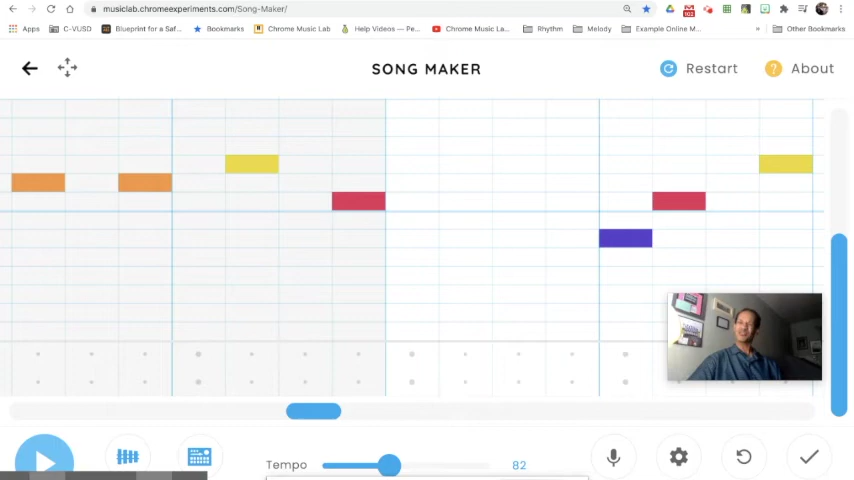 musiclab.chromeexperiments.com/Song-Maker/
Apps
C-VUSD
Blueprint for a Saf...
Bookmarks
Chrome Music Lab
Help Videos — Pe...
Chrome Music La...
Rhythm
Melody
Example Online M...
»
Other Bookmarks
102
SONG MAKER
Restart
? About
Tempo
82